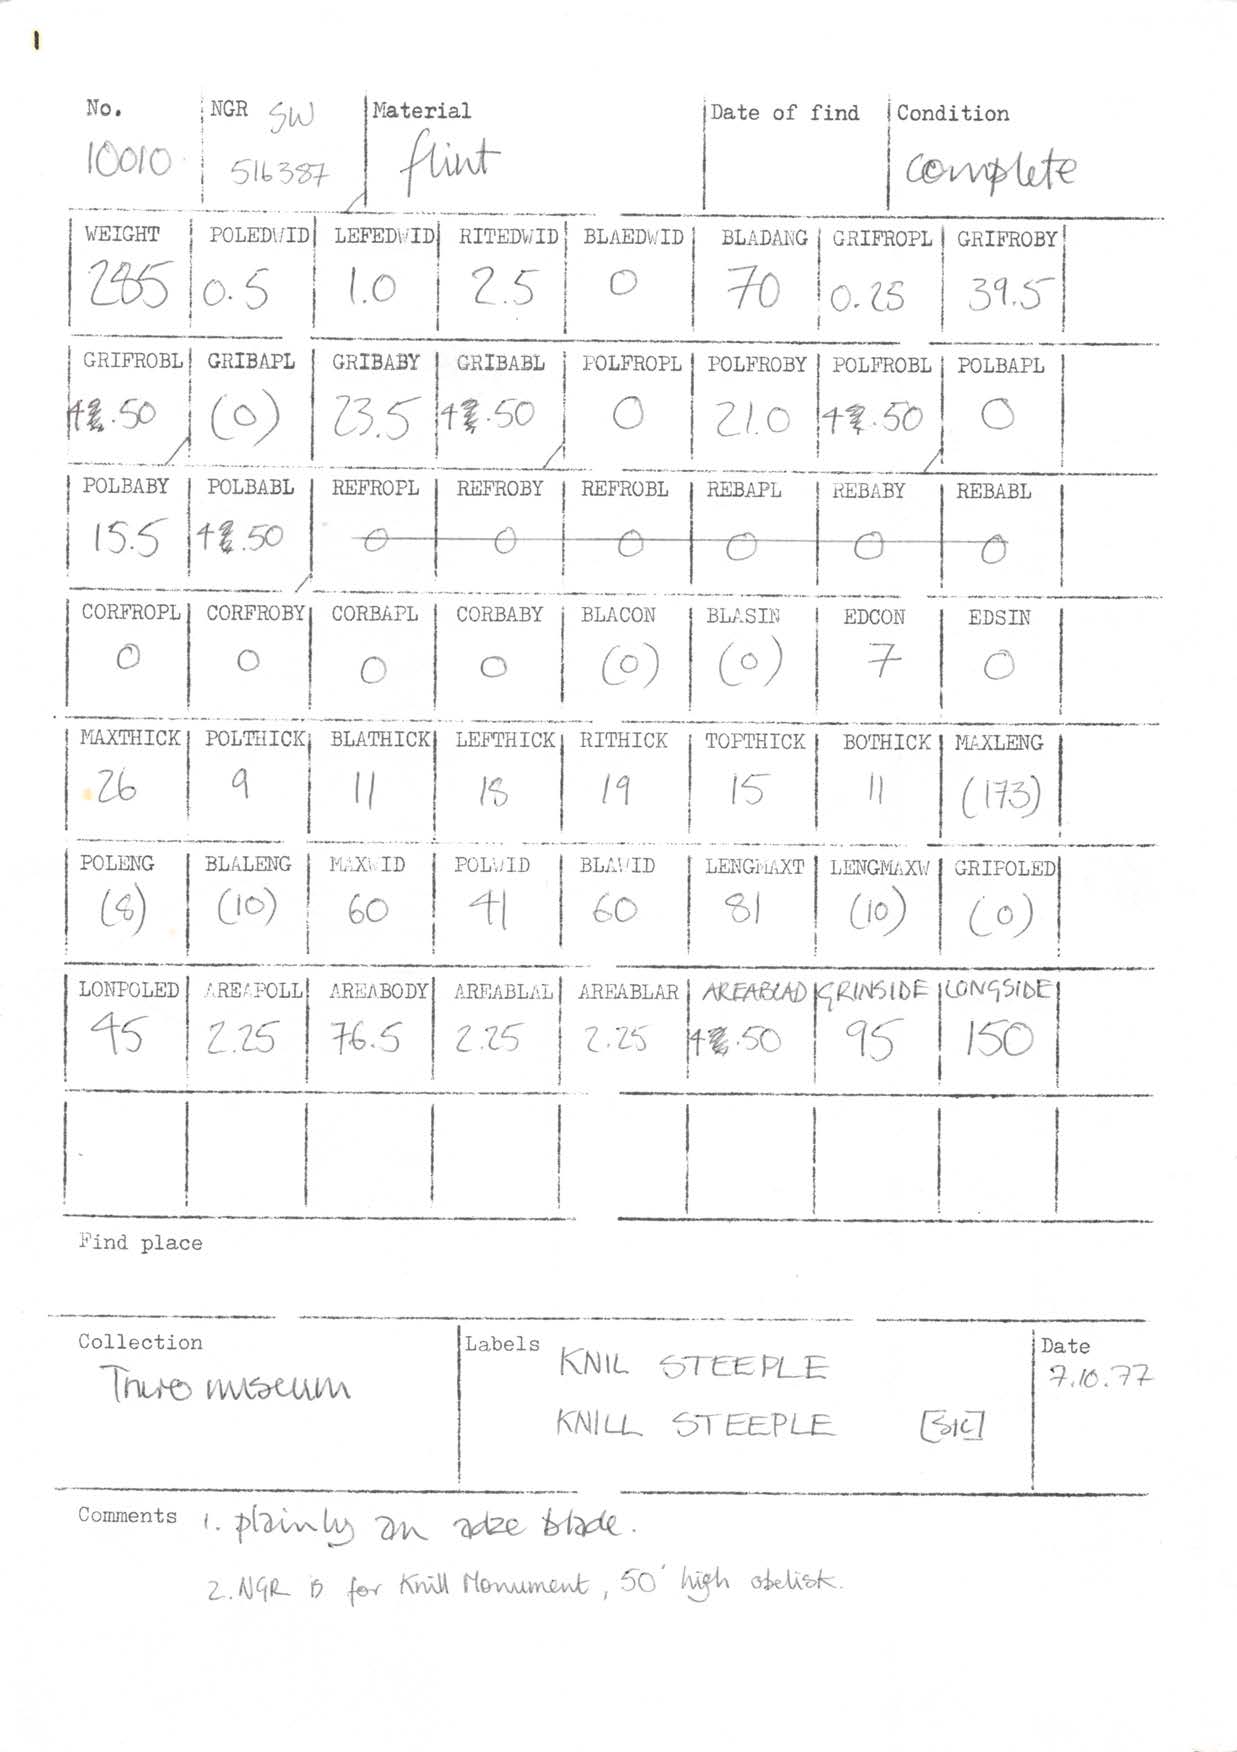 1
No. NGR SW Material Date of find Condition
10010 516387 flint complete
WEIGHT POLEDWID LEFEDWID RITEDWID BLAEDWID BLADANG GRIFROPL GRIFROBY
285 0.5 1.0 2.5 0 70 0.25 39.5
GRIFROBL GRIBAPL GRIBABY GRIBABL POLFROPL POLFROBY POLFROBL POLBAPL
4.50 (0) 23.5 4.50 0 21.0 4.50 0
POLBABY POLBABL REFROPL REFROBY REFROBL REBAPL REBABY REBABL
15.5 4.50 0 0 0 0 0 0
CORFROPL CORFROBY CORBAPL CORBABY BLACON BLASIN EDCON EDSIN
0 0 0 0 (0) (0) 7 0
MAXTHICK POLTHICK BLATHICK LEFTHICK RITHICK TOPTHICK BOTHICK MAXLENG
26 9 11 18 19 15 11 (173)
POLENG BLALENG MAXWID POLWID BLAWID LENGMAXT LENGMAXW GRIPOLED
(8) (10) 60 41 60 81 (10) (0)
LONPOLED AREAPOLL AREABODY AREABLAL AREABLAR AREABLAD GRINSIDE LONGSIDE
45 2.25 76.5 2.25 2.25 4.50 95 150
Find place
Collection Labels KNIL STEEPLE Date
Truro museum 7.10.77
KNILL STEEPLE [SIC]
Comments 1. plainly an adze blade.
2. NGR is for Knill Monument, 50' high obelisk.